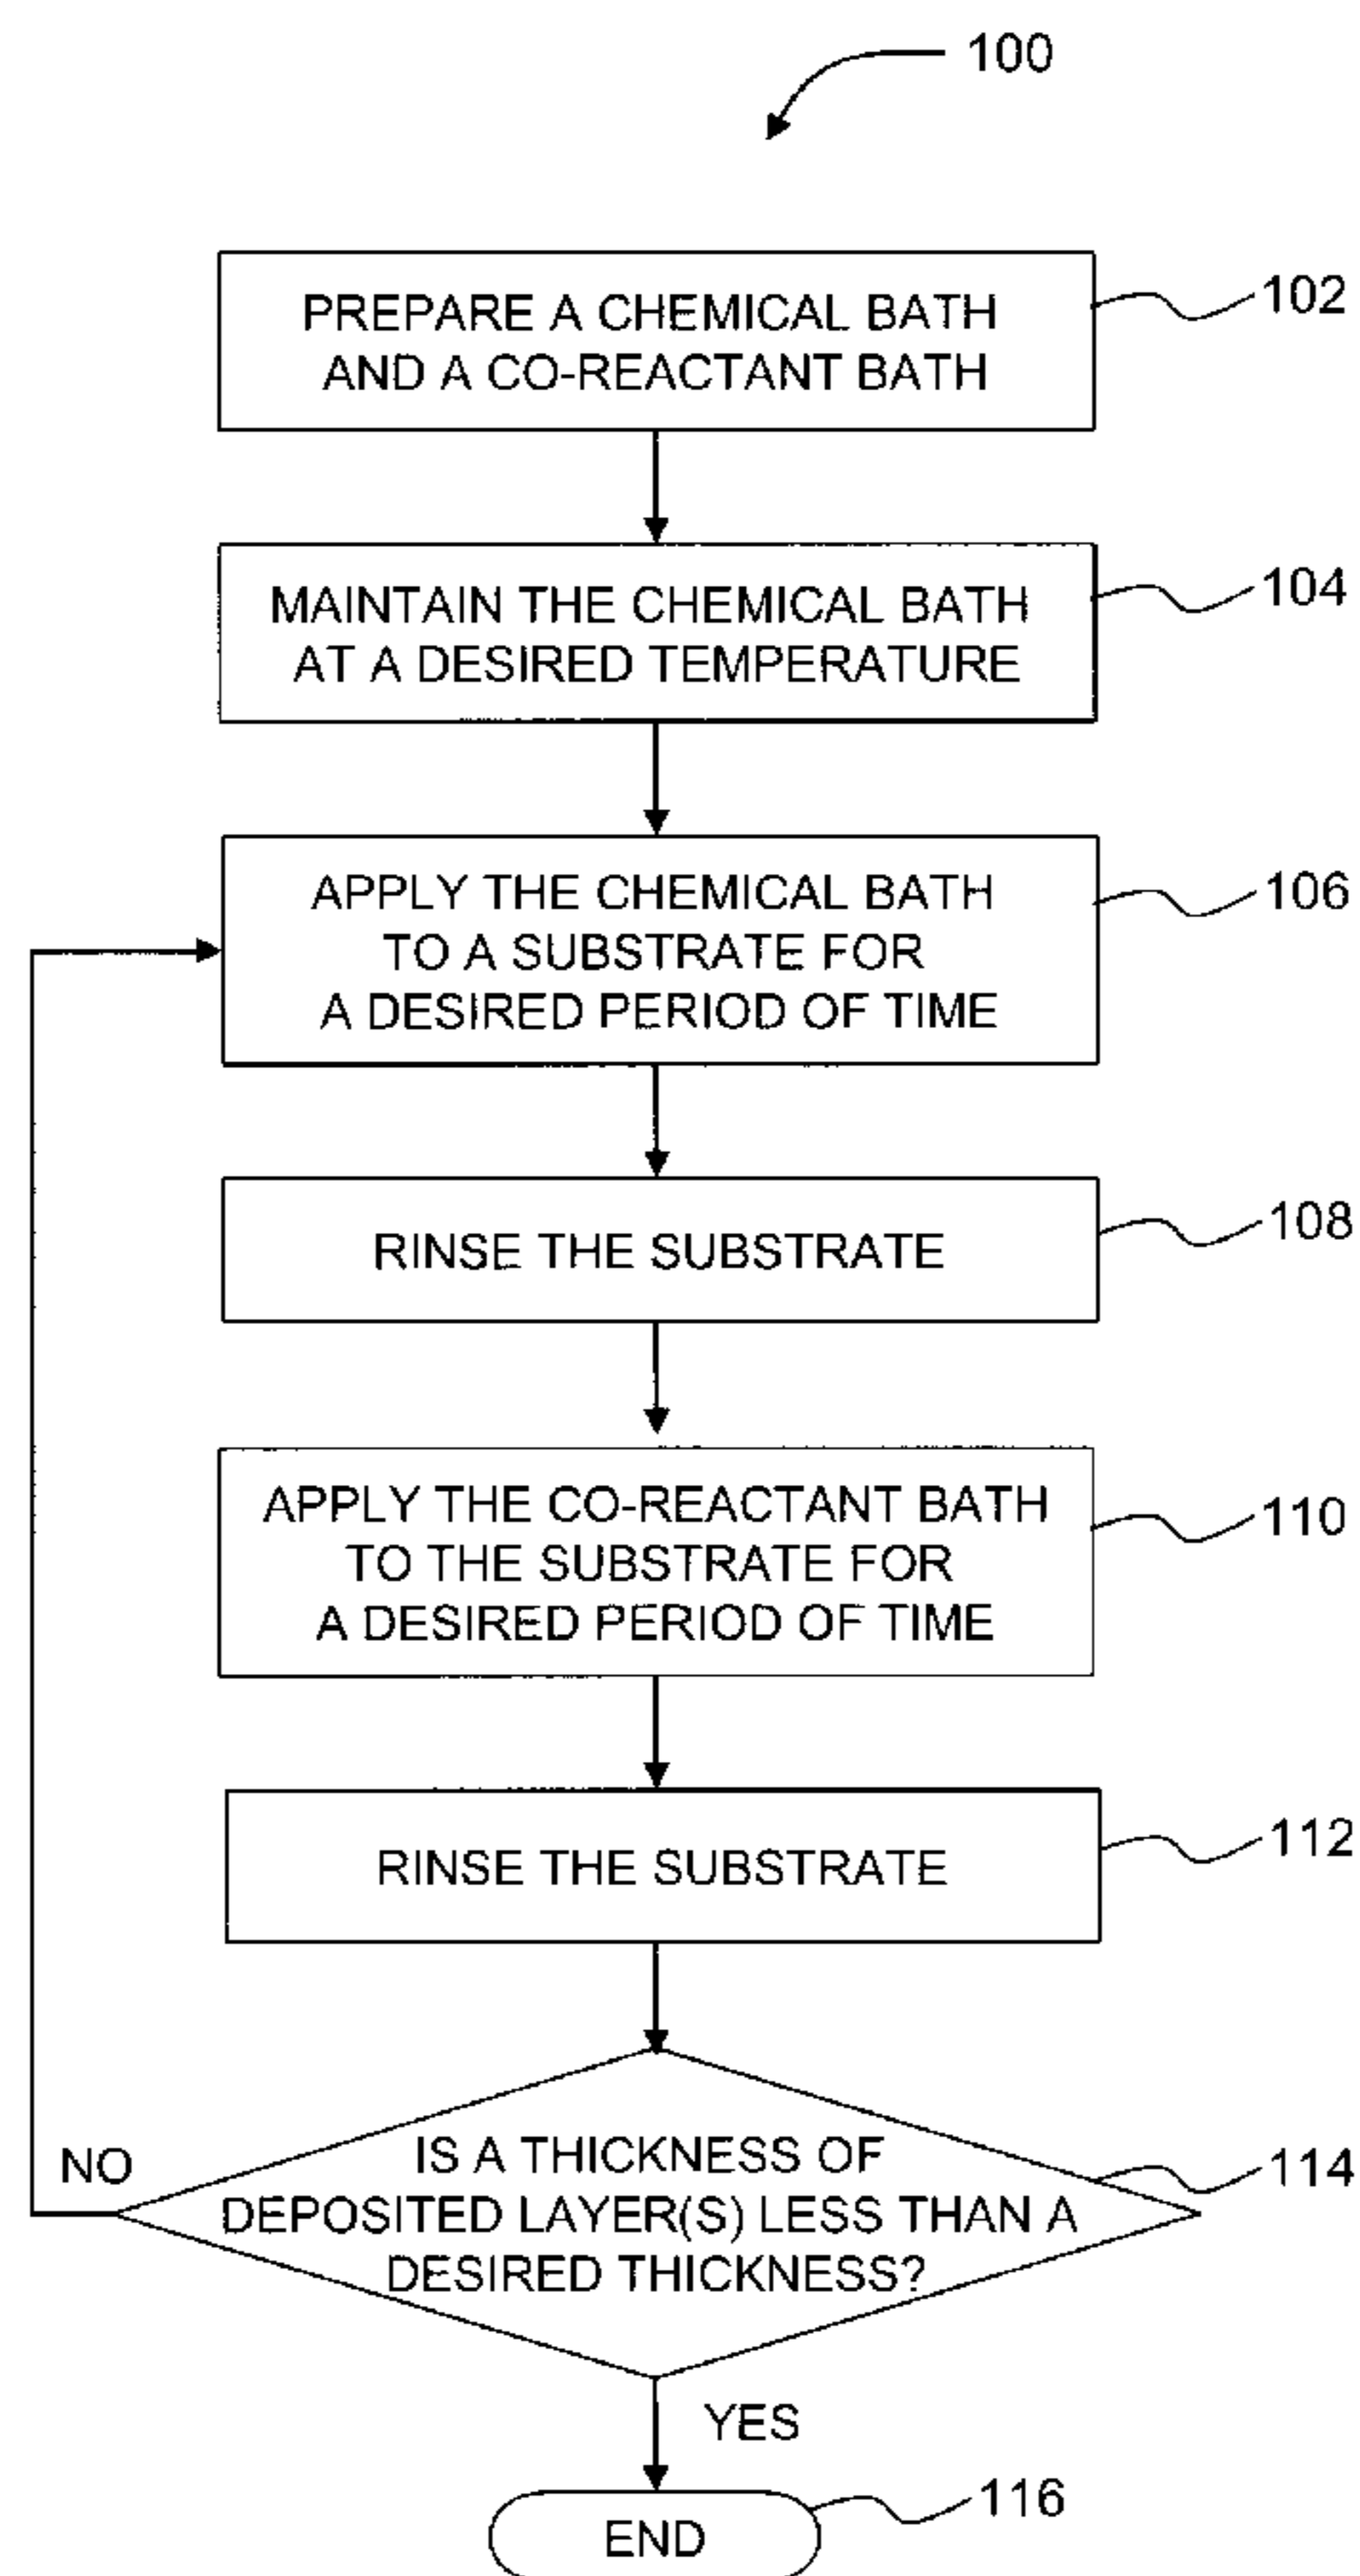 100
PREPARE A CHEMICAL BATH
AND A CO-REACTANT BATH
102
MAINTAIN THE CHEMICAL BATH
AT A DESIRED TEMPERATURE
104
APPLY THE CHEMICAL BATH
TO A SUBSTRATE FOR
A DESIRED PERIOD OF TIME
106
RINSE THE SUBSTRATE
108
APPLY THE CO-REACTANT BATH
TO THE SUBSTRATE FOR
A DESIRED PERIOD OF TIME
110
RINSE THE SUBSTRATE
112
IS A THICKNESS OF
DEPOSITED LAYER(S) LESS THAN A
DESIRED THICKNESS?
114
NO
YES
END
116